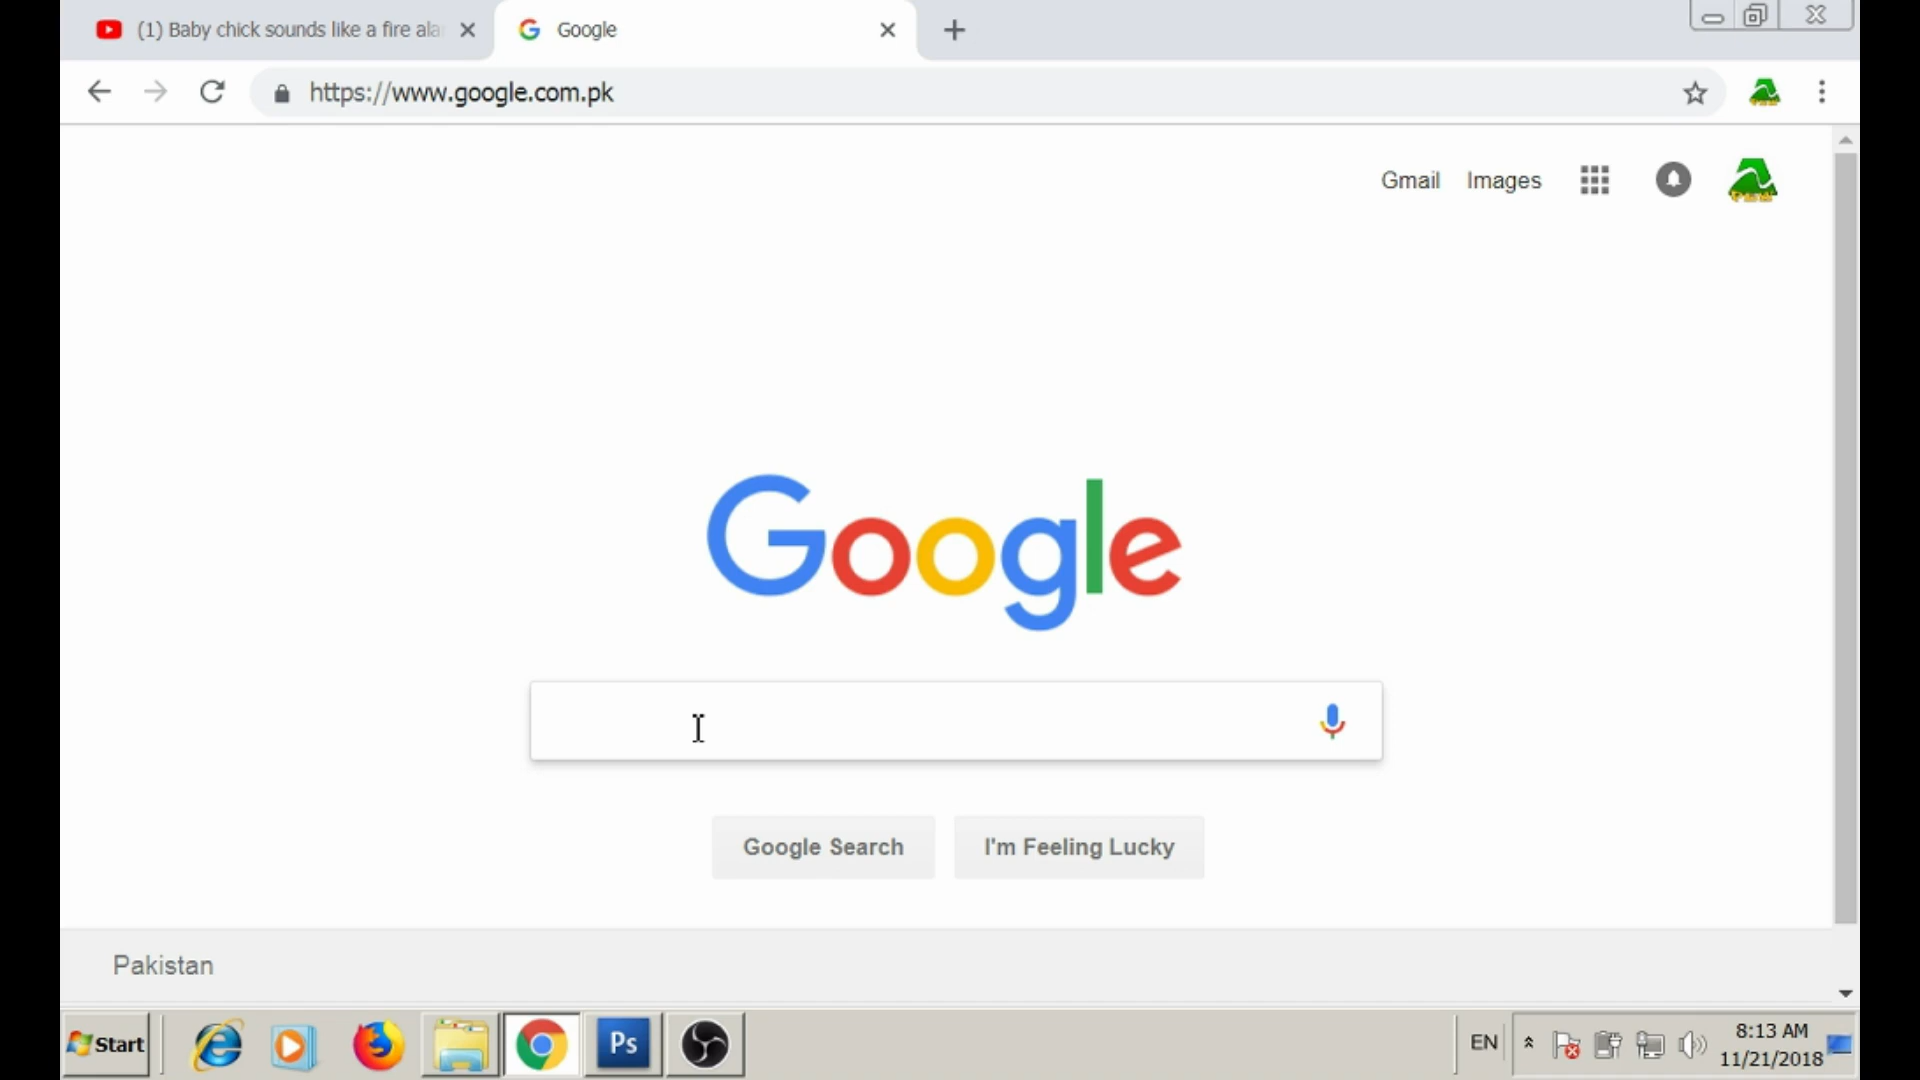 (1) Baby chick sounds like a fire ala
Google
https://www.google.com.pk
Gmail Images
Google
Google Search I'm Feeling Lucky
Pakistan
Start
Ps
EN
8:13 AM
11/21/2018